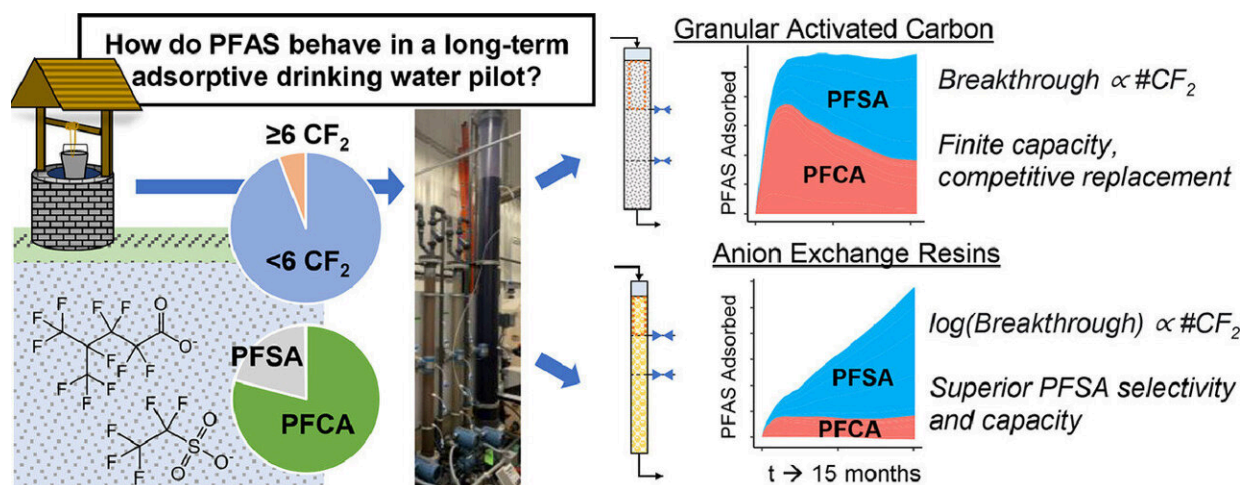 How do PFAS behave in a long-term
adsorptive drinking water pilot?
≥6 CF₂
<6 CF₂
PFSA
PFCA
F
F
F
F
F
F
F
F
F
F
F
O
O⁻
F
F
F
F
F
O
S
O
O⁻
Granular Activated Carbon
PFAS Adsorbed
PFSA
PFCA
Breakthrough ∝ #CF₂
Finite capacity,
competitive replacement
Anion Exchange Resins
PFAS Adsorbed
PFSA
PFCA
t → 15 months
log(Breakthrough) ∝ #CF₂
Superior PFSA selectivity
and capacity